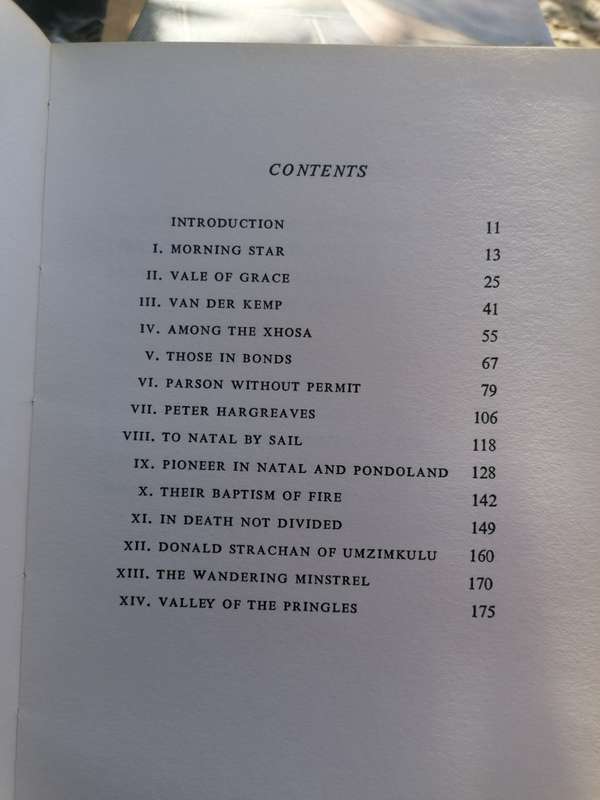 CONTENTS
INTRODUCTION 11
I. MORNING STAR 13
II. VALE OF GRACE 25
III. VAN DER KEMP 41
IV. AMONG THE XHOSA 55
V. THOSE IN BONDS 67
VI. PARSON WITHOUT PERMIT 79
VII. PETER HARGREAVES 106
VIII. TO NATAL BY SAIL 118
IX. PIONEER IN NATAL AND PONDOLAND 128
X. THEIR BAPTISM OF FIRE 142
XI. IN DEATH NOT DIVIDED 149
XII. DONALD STRACHAN OF UMZIMKULU 160
XIII. THE WANDERING MINSTREL 170
XIV. VALLEY OF THE PRINGLES 175